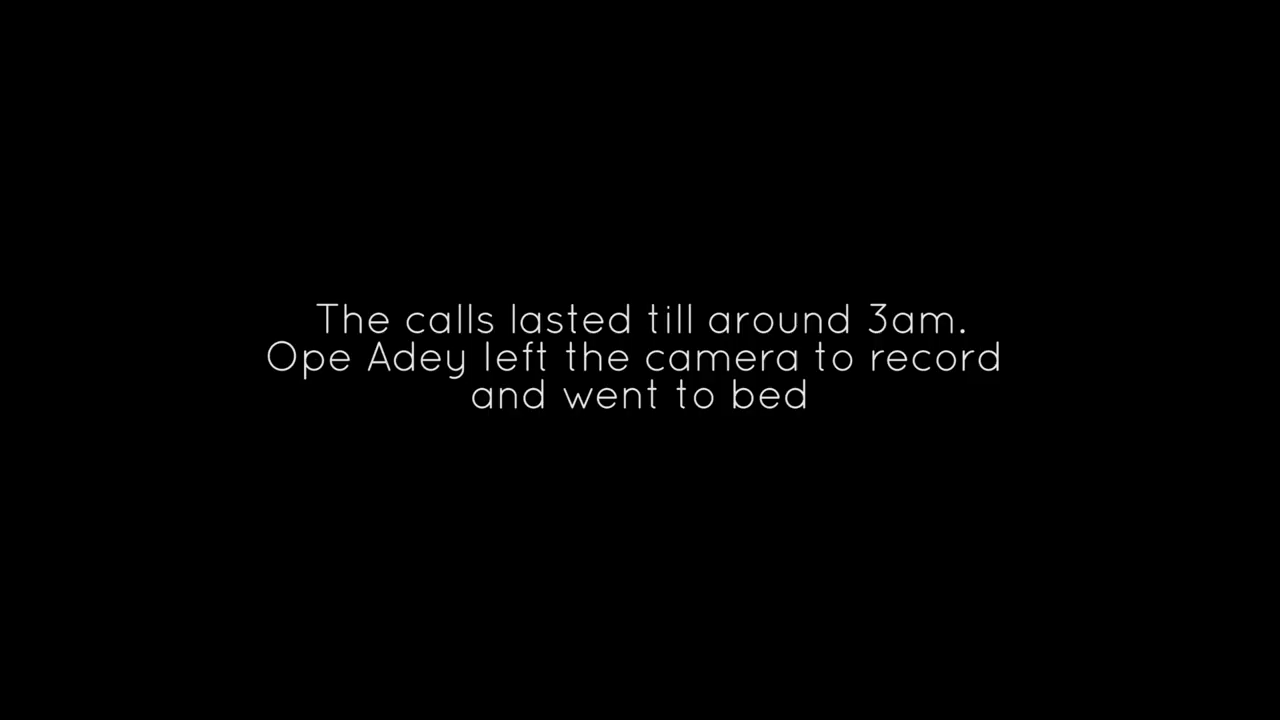 The calls lasted till around 3am.
Ope Adey left the camera to record
and went to bed